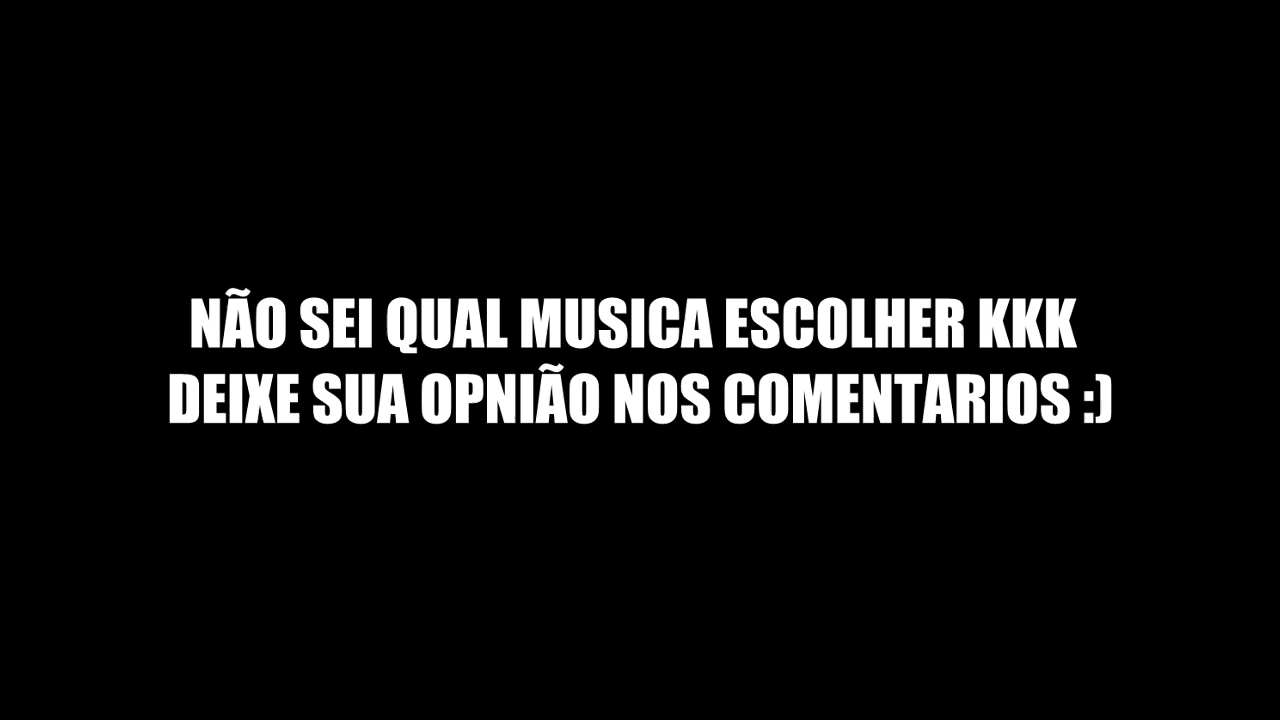 NÃO SEI QUAL MUSICA ESCOLHER KKK
DEIXE SUA OPNIÃO NOS COMENTARIOS :)